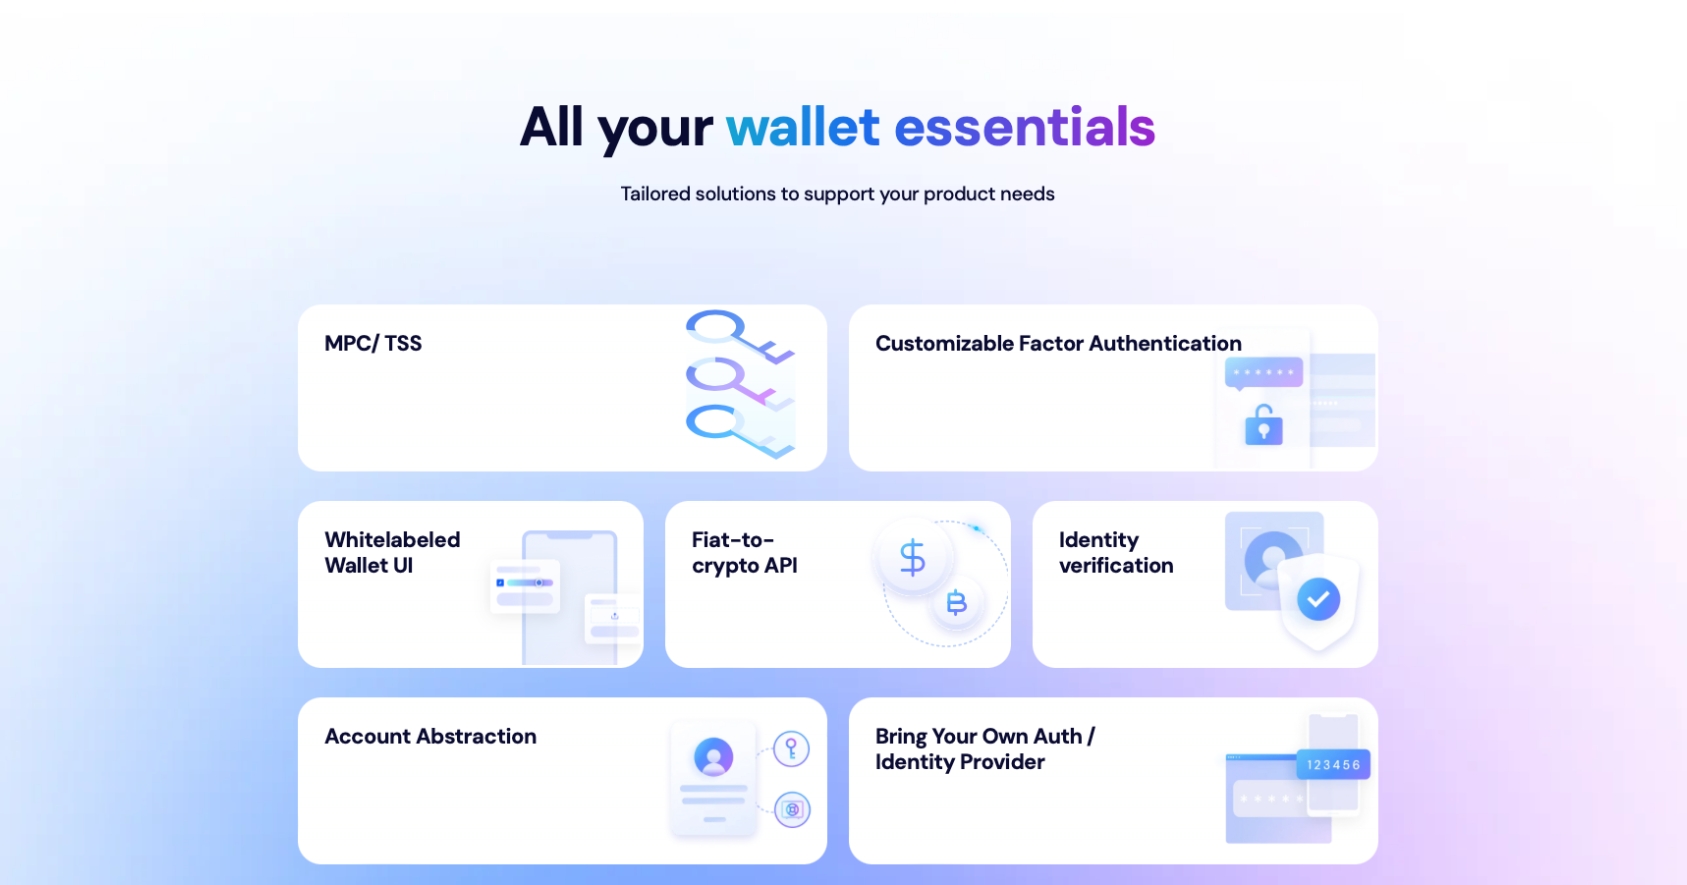 All your wallet essentials
Tailored solutions to support your product needs
MPC/ TSS
Customizable Factor Authentication
******
Whitelabeled
Wallet UI
Fiat-to-
crypto API
Identity
verification
Account Abstraction
Bring Your Own Auth /
Identity Provider
123456